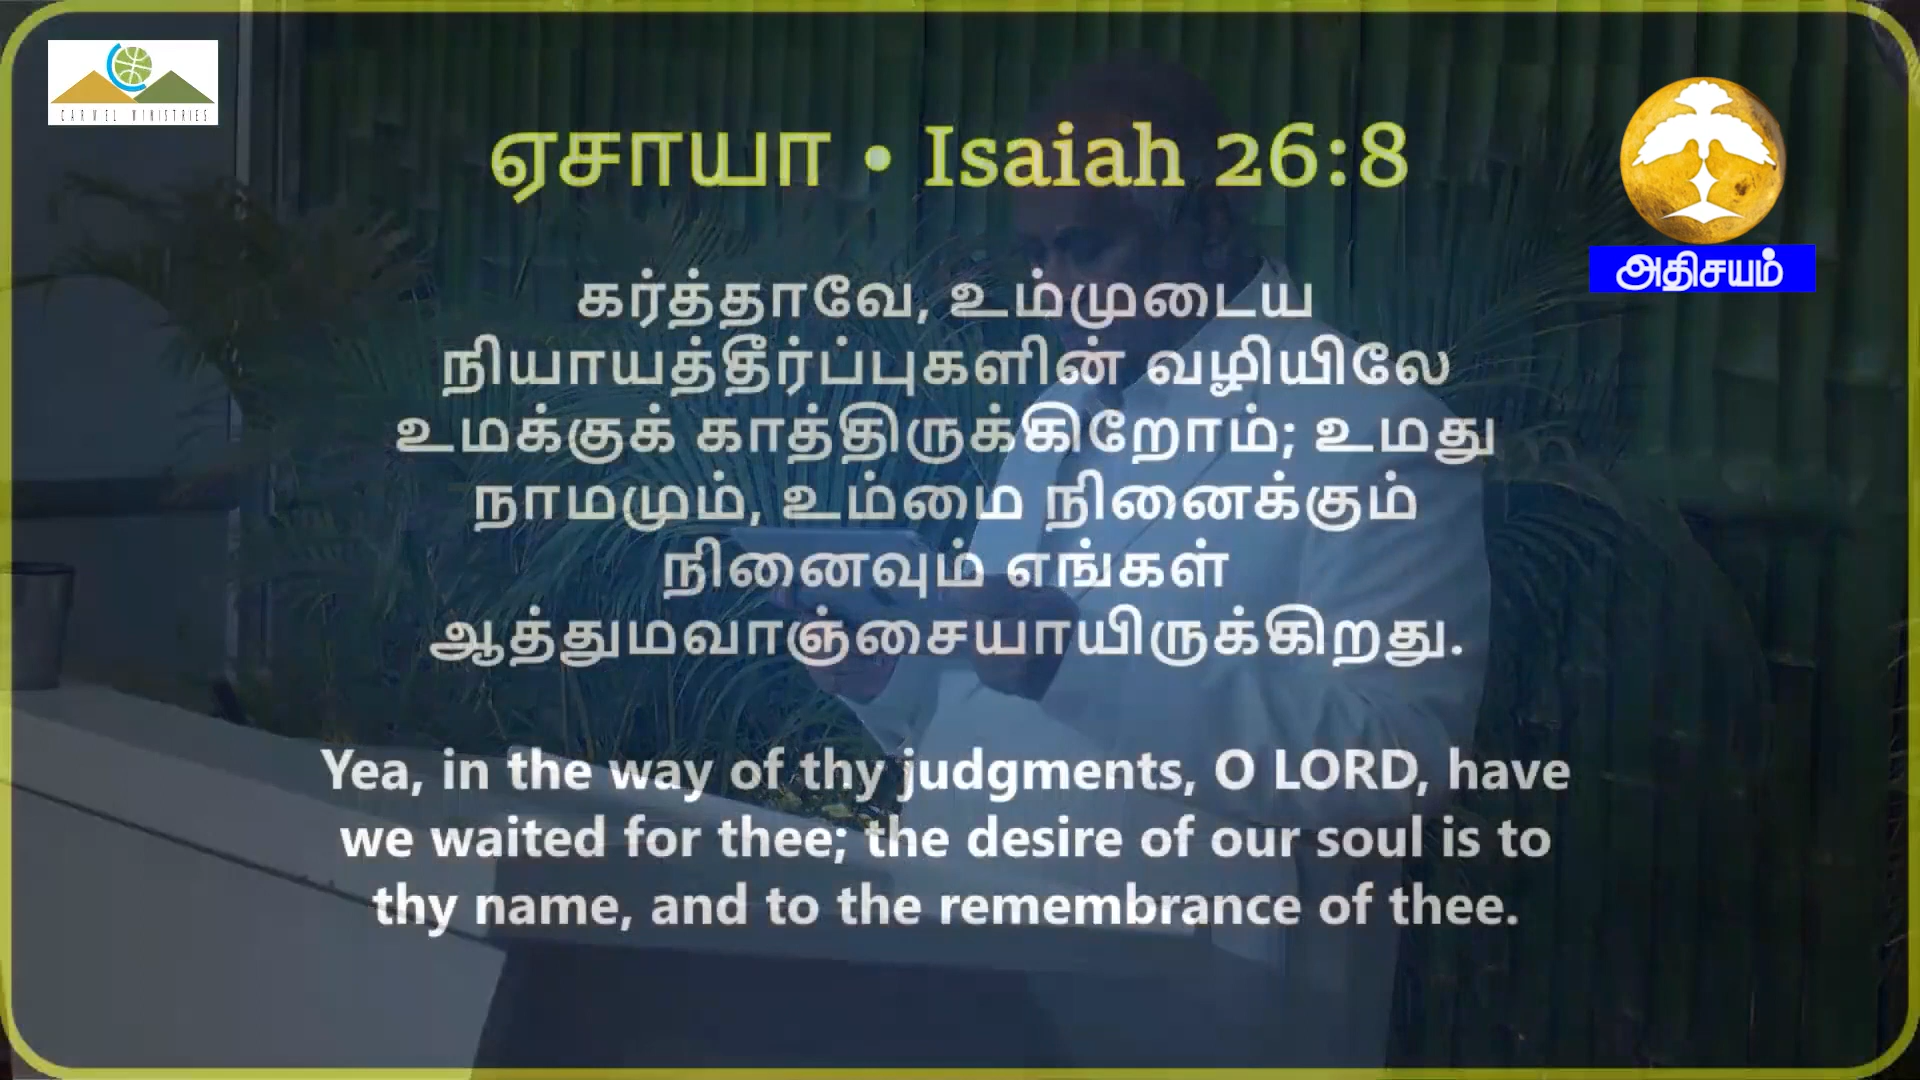 CARMEL MINISTRIES
ஏசாயா • Isaiah 26:8
அதிசயம்
கர்த்தாவே, உம்முடைய
நியாயத்தீர்ப்புகளின் வழியிலே
உமக்குக் காத்திருக்கிறோம்; உமது
நாமமும், உம்மை நினைக்கும்
நினைவும் எங்கள்
ஆத்துமவாஞ்சையாயிருக்கிறது.
Yea, in the way of thy judgments, O LORD, have
we waited for thee; the desire of our soul is to
thy name, and to the remembrance of thee.